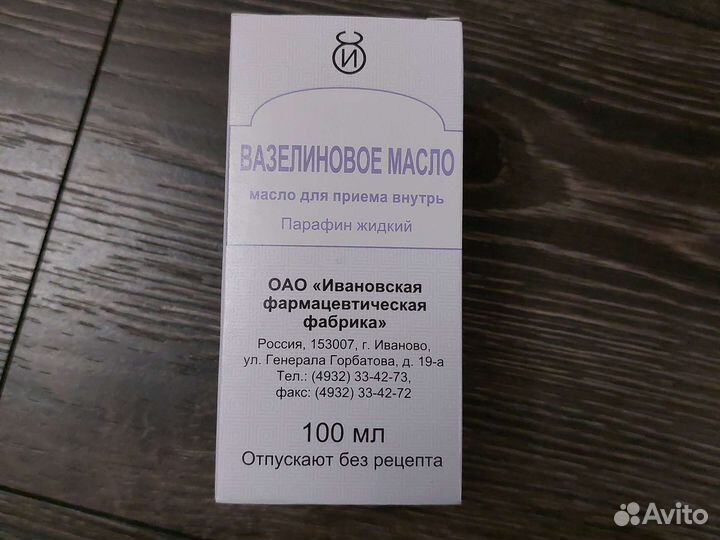 И
ВАЗЕЛИНОВОЕ МАСЛО
масло для приема внутрь
Парафин жидкий
ОАО «Ивановская
фармацевтическая
фабрика»
Россия, 153007, г. Иваново,
ул. Генерала Горбатова, д. 19-а
Тел.: (4932) 33-42-73,
факс: (4932) 33-42-72
100 мл
Отпускают без рецепта
Avito